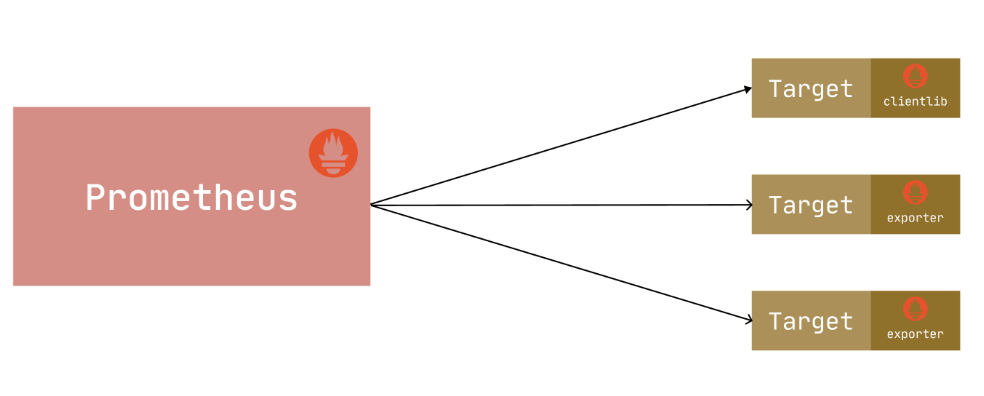 Prometheus
Target
clientlib
Target
exporter
Target
exporter